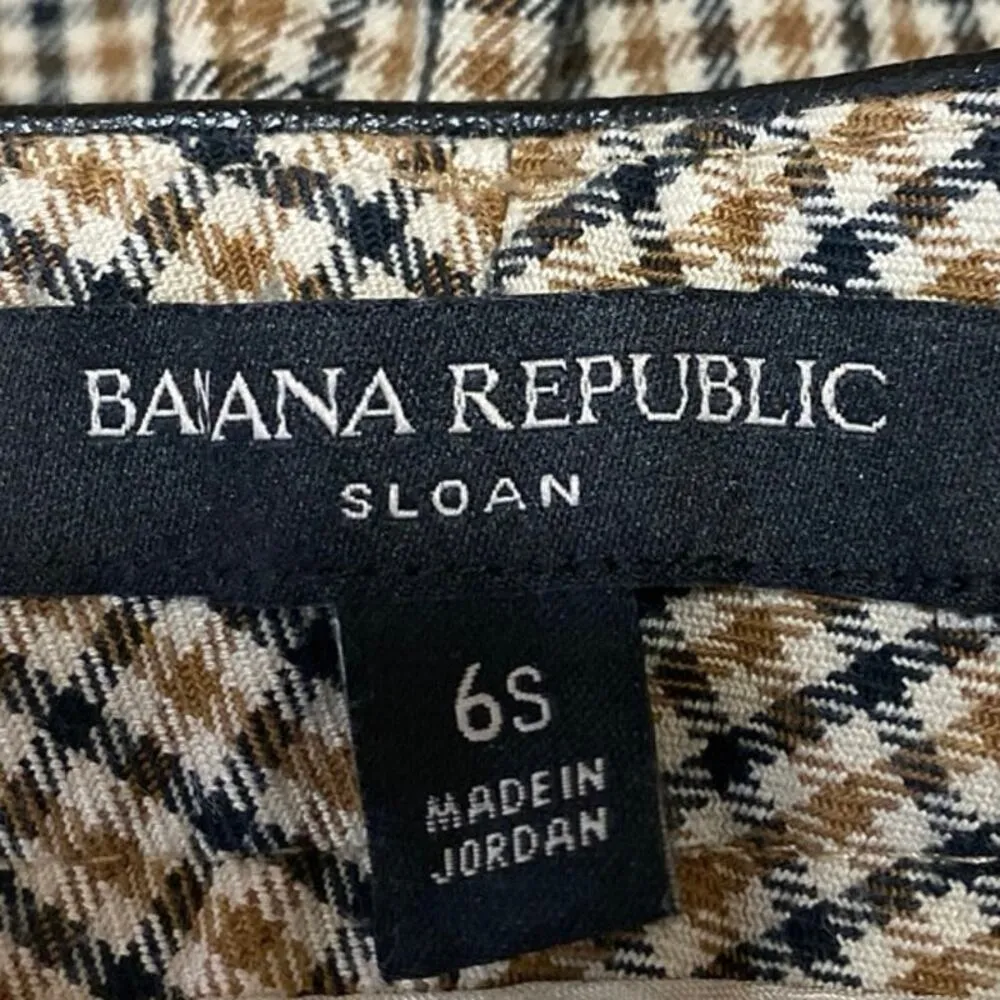 BANANA REPUBLIC
SLOAN
6S
MADE IN
JORDAN